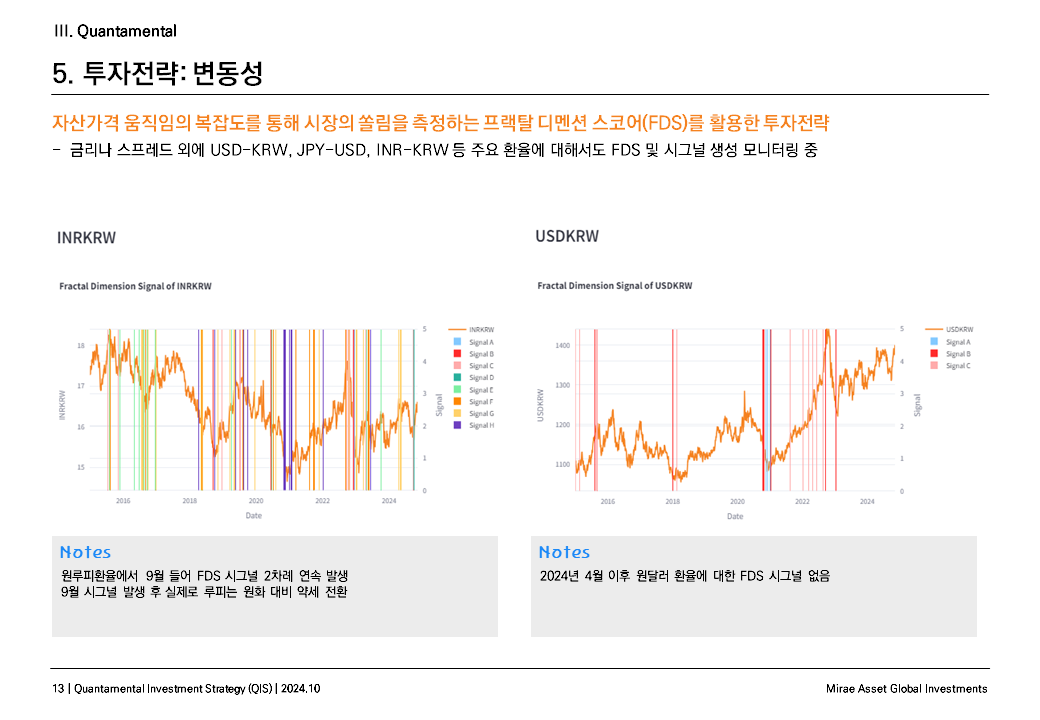 III. Quantamental
5. 투자전략: 변동성
자산가격 움직임의 복잡도를 통해 시장의 쏠림을 측정하는 프랙탈 디멘션 스코어(FDS)를 활용한 투자전략
- 금리나 스프레드 외에 USD-KRW, JPY-USD, INR-KRW 등 주요 환율에 대해서도 FDS 및 시그널 생성 모니터링 중
INRKRW
Fractal Dimension Signal of INRKRW
18
17
16
15
INRKRW
2016
2018
2020
2022
2024
Date
5
4
3
2
1
0
Signal
INRKRW
Signal A
Signal B
Signal C
Signal D
Signal E
Signal F
Signal G
Signal H
USDKRW
Fractal Dimension Signal of USDKRW
1400
1300
1200
1100
USDKRW
2016
2018
2020
2022
2024
Date
5
4
3
2
1
0
Signal
USDKRW
Signal A
Signal B
Signal C
Notes
원루피환율에서 9월 들어 FDS 시그널 2차례 연속 발생
9월 시그널 발생 후 실제로 루피는 원화 대비 약세 전환
Notes
2024년 4월 이후 원달러 환율에 대한 FDS 시그널 없음
13 | Quantamental Investment Strategy (QIS) | 2024.10
Mirae Asset Global Investments